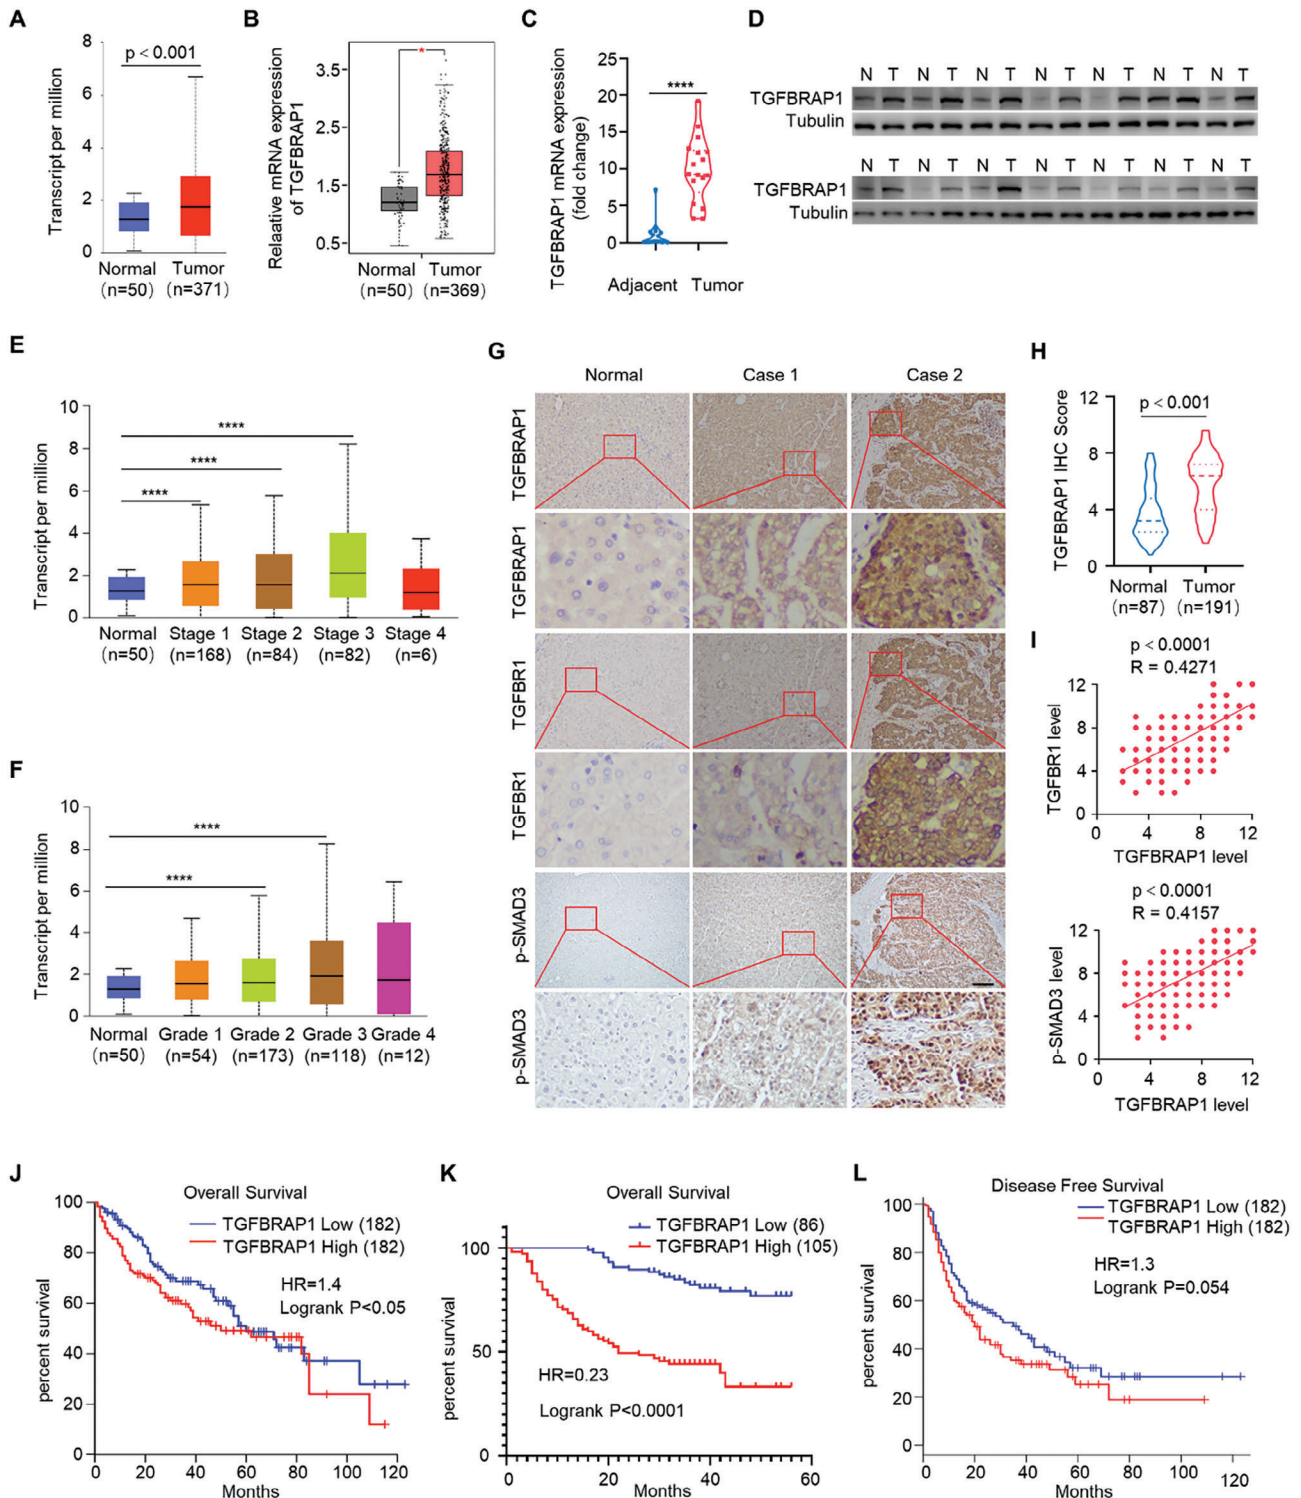 A
p < 0.001
Transcript per million
8
6
4
2
0
Normal
(n=50)
Tumor
(n=371)
B
Relaative mRNA expression
of TGFBRAP1
3.5
2.5
1.5
0.5
*
Normal
(n=50)
Tumor
(n=369)
C
TGFBRAP1 mRNA expression
(fold change)
25
20
15
10
5
0
****
Adjacent
Tumor
D
N T N T N T N T N T N T N T
TGFBRAP1
Tubulin
N T N T N T N T N T N T N T
TGFBRAP1
Tubulin
E
Transcript per million
10
8
6
4
2
0
****
****
****
Normal
(n=50)
Stage 1
(n=168)
Stage 2
(n=84)
Stage 3
(n=82)
Stage 4
(n=6)
F
Transcript per million
10
8
6
4
2
0
****
****
Normal
(n=50)
Grade 1
(n=54)
Grade 2
(n=173)
Grade 3
(n=118)
Grade 4
(n=12)
G
Normal
Case 1
Case 2
TGFBRAP1
TGFBRAP1
TGFBR1
TGFBR1
p-SMAD3
p-SMAD3
H
TGFBRAP1 IHC Score
12
8
4
0
p < 0.001
Normal
(n=87)
Tumor
(n=191)
I
p < 0.0001
R = 0.4271
TGFBR1 level
12
8
4
0
0 4 8 12
TGFBRAP1 level
p < 0.0001
R = 0.4157
p-SMAD3 level
12
8
4
0
0 4 8 12
TGFBRAP1 level
J
Overall Survival
TGFBRAP1 Low (182)
TGFBRAP1 High (182)
HR=1.4
Logrank P<0.05
percent survival
100
80
60
40
20
0
0 20 40 60 80 100 120
Months
K
Overall Survival
TGFBRAP1 Low (86)
TGFBRAP1 High (105)
HR=0.23
Logrank P<0.0001
percent survival
100
50
0
0 20 40 60
Months
L
Disease Free Survival
TGFBRAP1 Low (182)
TGFBRAP1 High (182)
HR=1.3
Logrank P=0.054
percent survival
100
80
60
40
20
0
0 20 40 60 80 100 120
Months